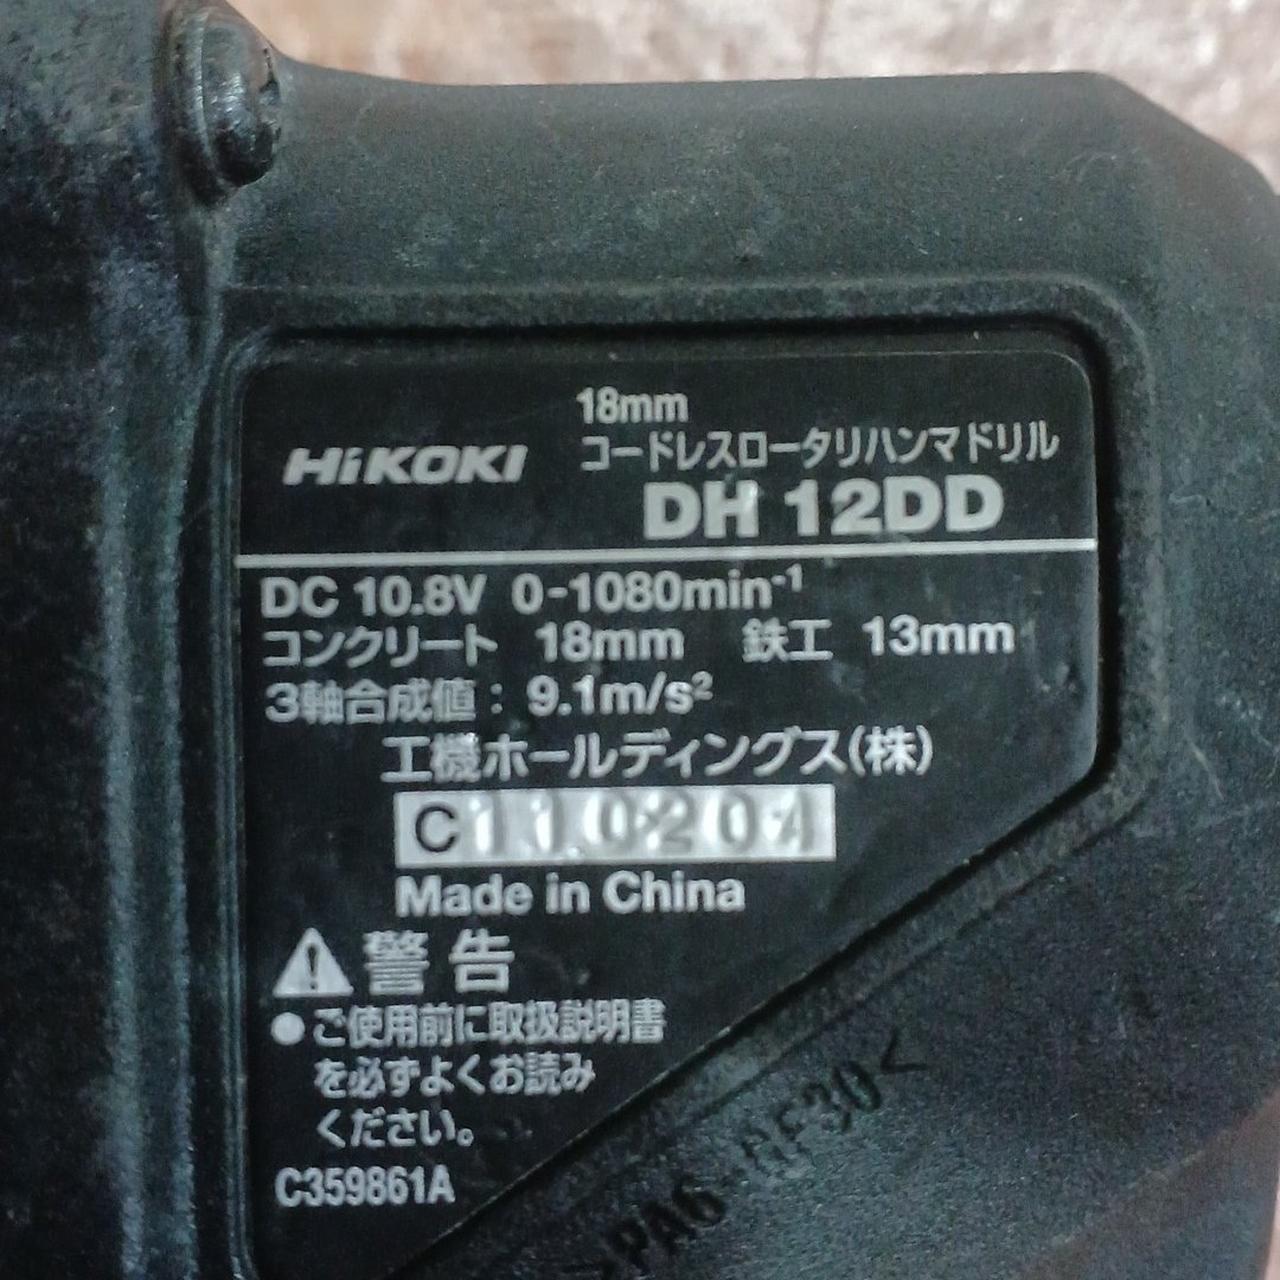 18mm
HiKOKI コードレスロータリハンマドリル
DH 12DD
DC 10.8V 0-1080min⁻¹
コンクリート 18mm 鉄工 13mm
3軸合成値: 9.1m/s²
工機ホールディングス(株)
C110204
Made in China
警告
●ご使用前に取扱説明書
を必ずよくお読み
ください。
C359861A
>PA6-GF30<